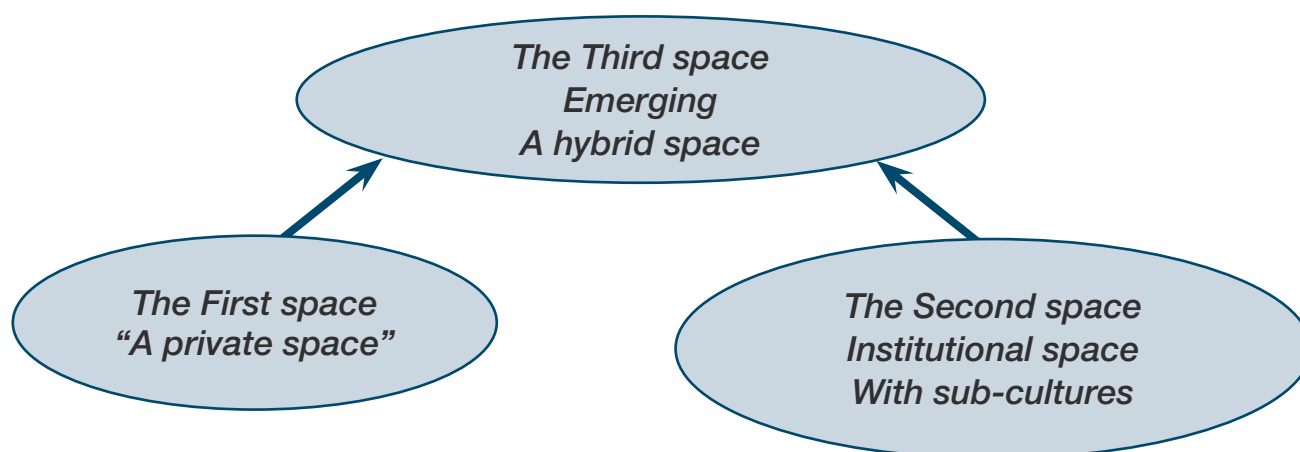 The Third space
Emerging
A hybrid space
The First space
“A private space”
The Second space
Institutional space
With sub-cultures